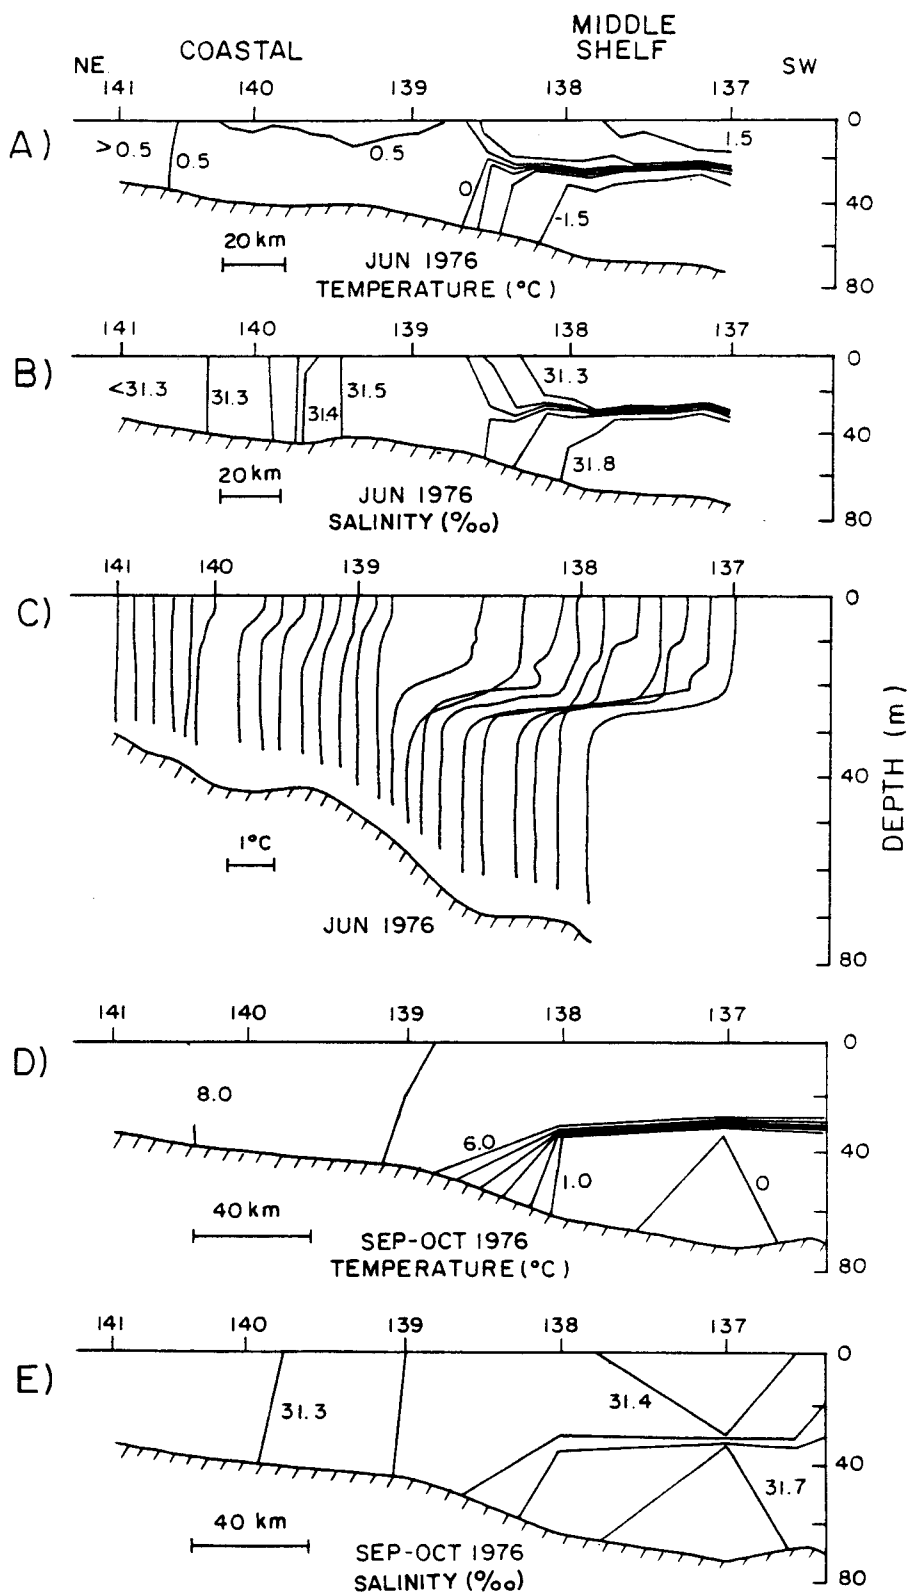 COASTAL
MIDDLE
SHELF
NE
SW
141 140 139 138 137
A)
>0.5
0.5
0.5
0
1.5
-1.5
0
40
80
20 km
JUN 1976
TEMPERATURE (°C)
141 140 139 138 137
B)
<31.3
31.3
31.4
31.5
31.3
31.8
0
40
80
20 km
JUN 1976
SALINITY (‰)
141 140 139 138 137
C)
0
40
80
DEPTH (m)
1°C
JUN 1976
141 140 139 138 137
D)
8.0
6.0
1.0
0
0
40
80
40 km
SEP-OCT 1976
TEMPERATURE (°C)
141 140 139 138 137
E)
31.3
31.4
31.7
0
40
80
40 km
SEP-OCT 1976
SALINITY (‰)